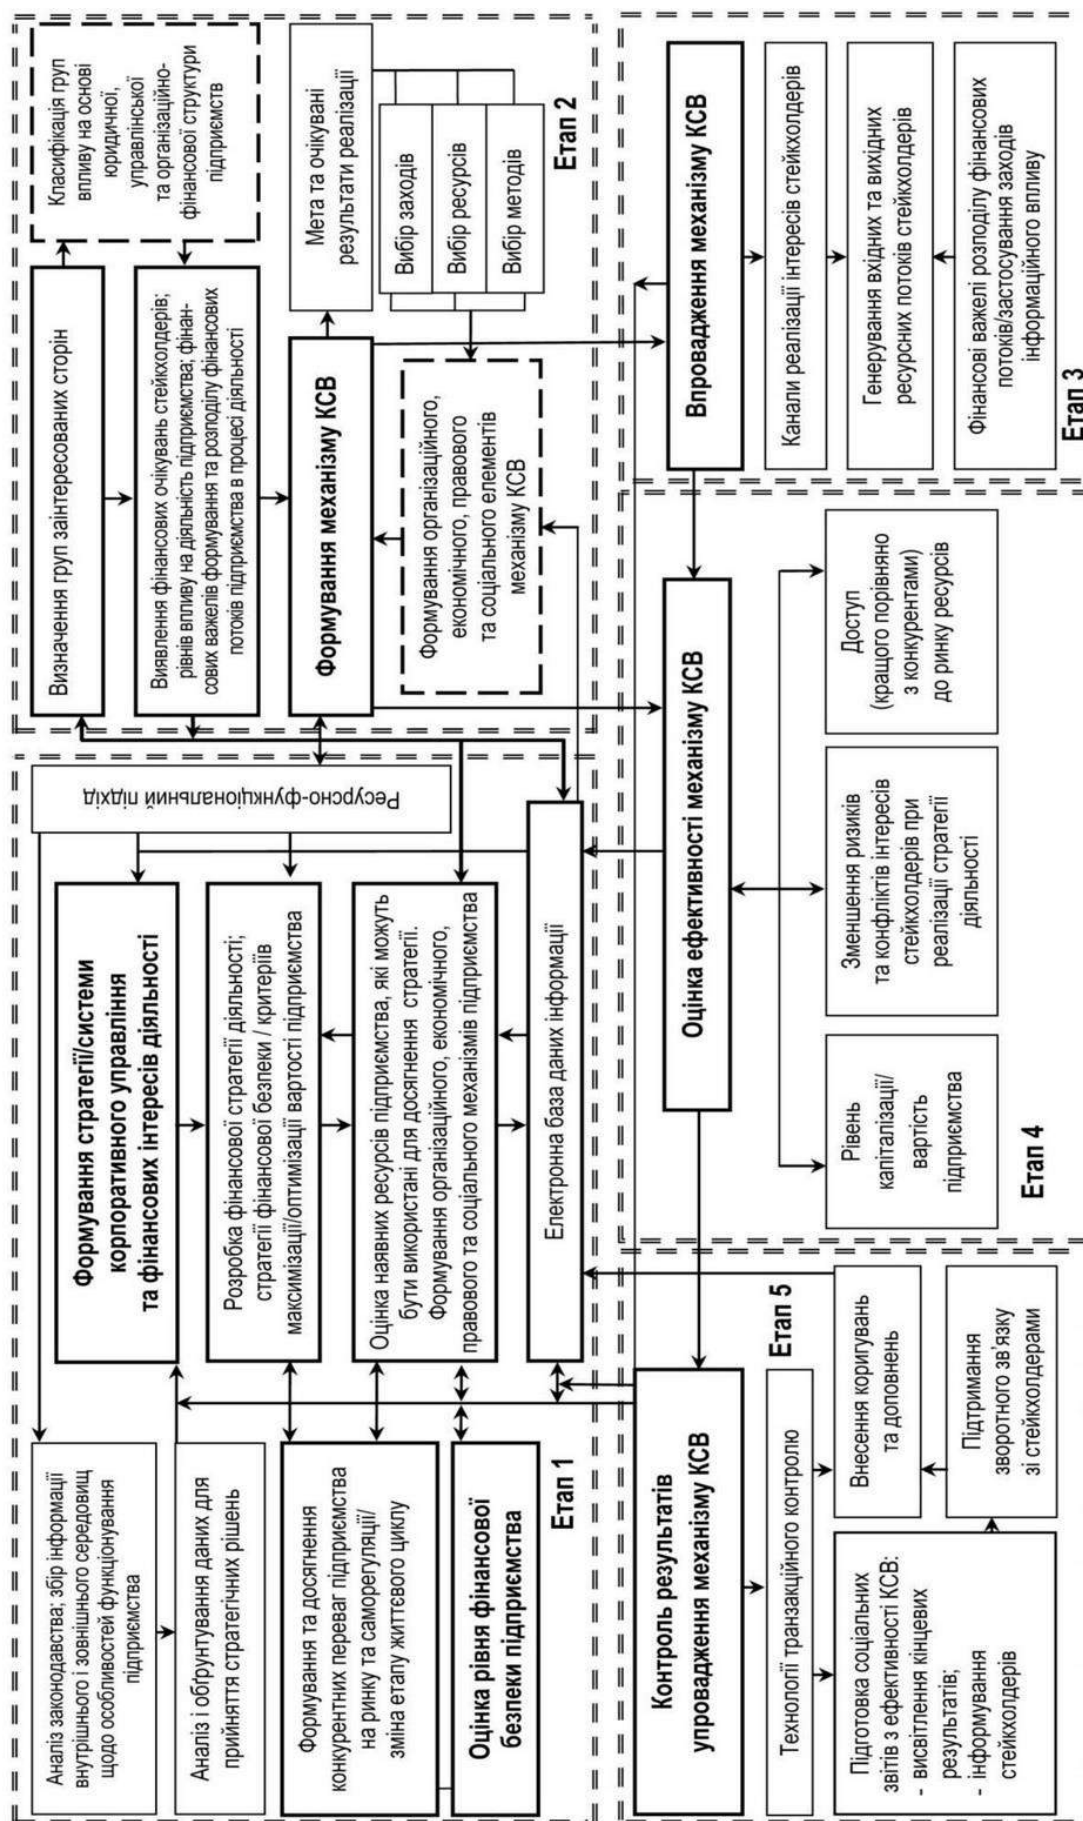 Аналіз законодавства; збір інформації
внутрішнього і зовнішнього середовищ
щодо особливостей функціонування
підприємства
Аналіз і обґрунтування даних для
прийняття стратегічних рішень
Формування та досягнення
конкурентних переваг підприємства
на ринку та саморегуляції/
зміна етапу життєвого циклу
Оцінка рівня фінансової
безпеки підприємства
Етап 1
Формування стратегії/системи
корпоративного управління
та фінансових інтересів діяльності
Розробка фінансової стратегії діяльності;
стратегії фінансової безпеки / критеріїв
максимізації/оптимізації вартості підприємства
Оцінка наявних ресурсів підприємства, які можуть
бути використані для досягнення стратегії.
Формування організаційного, економічного,
правового та соціального механізмів підприємства
Електронна база даних інформації
Ресурсно-функціональний підхід
Визначення груп заінтересованих сторін
Класифікація груп
впливу на основі
юридичної,
управлінської
та організаційно-
фінансової структури
підприємств
Виявлення фінансових очікувань стейкхолдерів;
рівнів впливу на діяльність підприємства; фінан-
сових важелів формування та розподілу фінансових
потоків підприємства в процесі діяльності
Формування механізму КСВ
Мета та очікувані
результати реалізації
Вибір заходів
Вибір ресурсів
Вибір методів
Формування організаційного,
економічного, правового
та соціального елементів
механізму КСВ
Етап 2
Впровадження механізму КСВ
Канали реалізації інтересів стейкхолдерів
Генерування вхідних та вихідних
ресурсних потоків стейкхолдерів
Фінансові важелі розподілу фінансових
потоків/застосування заходів
інформаційного впливу
Етап 3
Оцінка ефективності механізму КСВ
Рівень
капіталізації/
вартість
підприємства
Зменшення ризиків
та конфліктів інтересів
стейкхолдерів при
реалізації стратегії
діяльності
Доступ
(кращого порівняно
з конкурентами)
до ринку ресурсів
Етап 4
Контроль результатів
упровадження механізму КСВ
Етап 5
Технології транзакційного контролю
Підготовка соціальних
звітів з ефективності КСВ:
- висвітлення кінцевих
результатів;
- інформування
стейкхолдерів
Внесення коригувань
та доповнень
Підтримання
зворотного зв'язку
зі стейкхолдерами